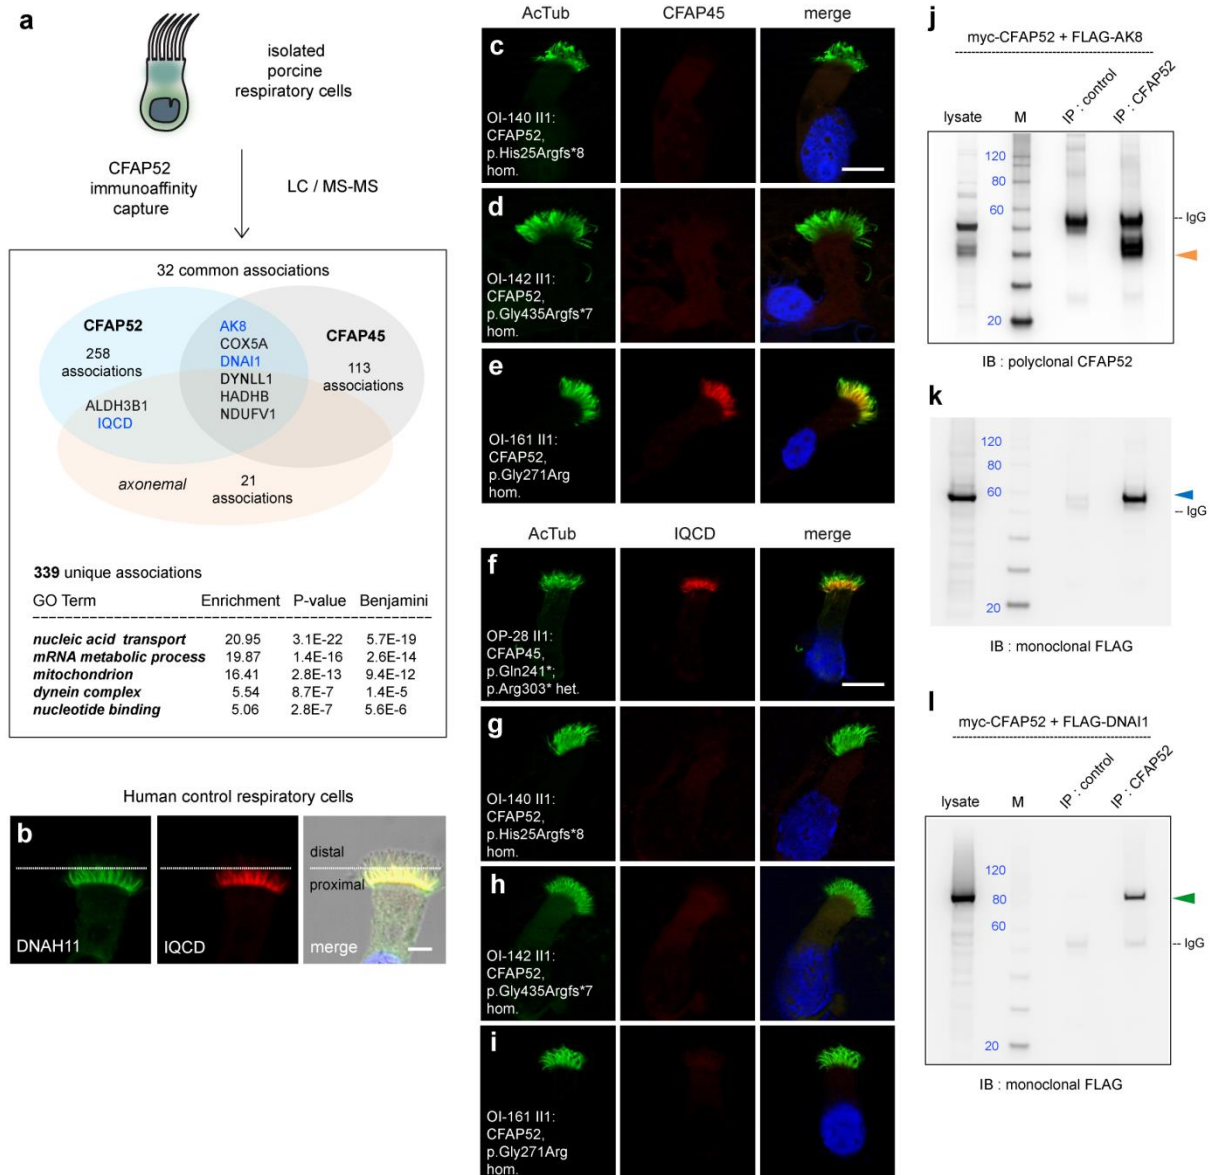 a
isolated
porcine
respiratory cells
CFAP52
immunoaffinity
capture
LC / MS-MS
32 common associations
CFAP52
258
associations
ALDH3B1
IQCD
AK8
COX5A
DNAI1
DYNLL1
HADHB
NDUFV1
CFAP45
113
associations
axonemal
21
associations
339 unique associations
GO Term Enrichment P-value Benjamini
nucleic acid transport 20.95 3.1E-22 5.7E-19
mRNA metabolic process 19.87 1.4E-16 2.6E-14
mitochondrion 16.41 2.8E-13 9.4E-12
dynein complex 5.54 8.7E-7 1.4E-5
nucleotide binding 5.06 2.8E-7 5.6E-6
Human control respiratory cells
b
DNAH11
IQCD
distal
proximal
merge
AcTub CFAP45 merge
c
OI-140 II1:
CFAP52,
p.His25Argfs*8
hom.
d
OI-142 II1:
CFAP52,
p.Gly435Argfs*7
hom.
e
OI-161 II1:
CFAP52,
p.Gly271Arg
hom.
AcTub IQCD merge
f
OP-28 II1:
CFAP45,
p.Gln241*;
p.Arg303* het.
g
OI-140 II1:
CFAP52,
p.His25Argfs*8
hom.
h
OI-142 II1:
CFAP52,
p.Gly435Argfs*7
hom.
i
OI-161 II1:
CFAP52,
p.Gly271Arg
hom.
j
myc-CFAP52 + FLAG-AK8
lysate M IP : control IP : CFAP52
120
80
60
20
-- IgG
IB : polyclonal CFAP52
k
120
80
60
20
-- IgG
IB : monoclonal FLAG
l
myc-CFAP52 + FLAG-DNAI1
lysate M IP : control IP : CFAP52
120
80
60
20
-- IgG
IB : monoclonal FLAG